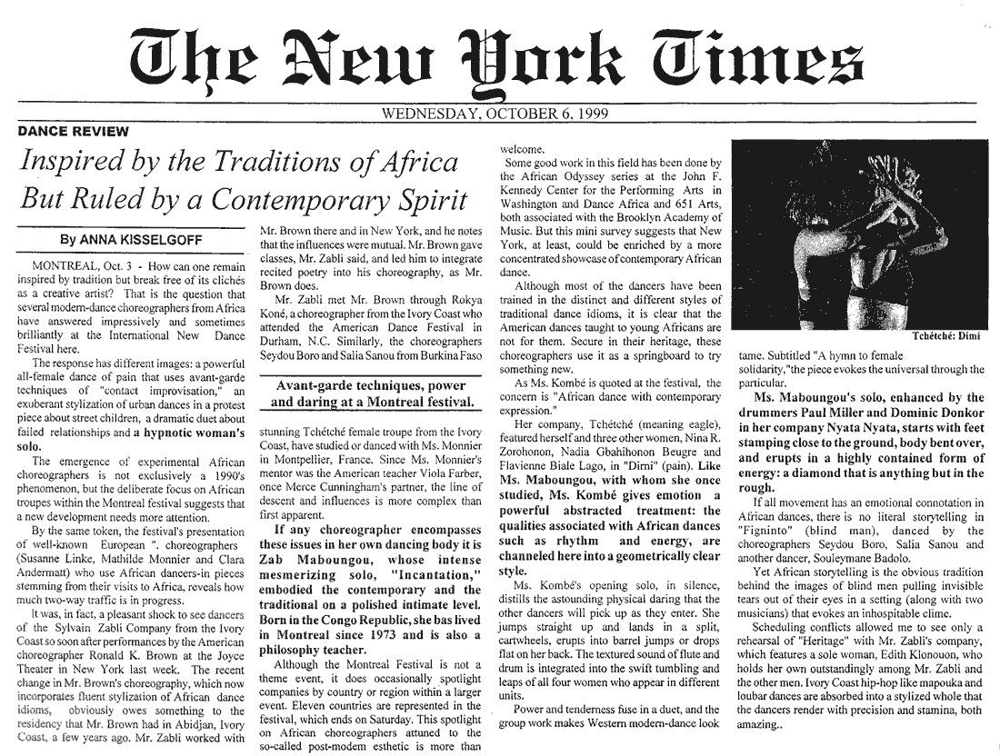 The New York Times
WEDNESDAY, OCTOBER 6, 1999
DANCE REVIEW
Inspired by the Traditions of Africa
But Ruled by a Contemporary Spirit
By ANNA KISSELGOFF
MONTREAL, Oct. 3 - How can one remain
inspired by tradition but break free of its clichés
as a creative artist? That is the question that
several modern-dance choreographers from Africa
have answered impressively and sometimes
brilliantly at the International New Dance
Festival here.
The response has different images: a powerful
all-female dance of pain that uses avant-garde
techniques of "contact improvisation," an
exuberant stylization of urban dances in a protest
piece about street children, a dramatic duet about
failed relationships and a hypnotic woman's
solo.
The emergence of experimental African
choreographers is not exclusively a 1990's
phenomenon, but the deliberate focus on African
troupes within the Montreal festival suggests that
a new development needs more attention.
By the same token, the festival's presentation
of well-known European ". choreographers
(Susanne Linke, Mathilde Monnier and Clara
Andermatt) who use African dancers-in pieces
stemming from their visits to Africa, reveals how
much two-way traffic is in progress.
It was, in fact, a pleasant shock to see dancers
of the Sylvain Zabli Company from the Ivory
Coast so soon after performances by the American
choreographer Ronald K. Brown at the Joyce
Theater in New York last week. The recent
change in Mr. Brown's choreography, which now
incorporates fluent stylization of African dance
idioms, obviously owes something to the
residency that Mr. Brown had in Abidjan, Ivory
Coast, a few years ago. Mr. Zabli worked with
Mr. Brown there and in New York, and he notes
that the influences were mutual. Mr. Brown gave
classes, Mr. Zabli said, and led him to integrate
recited poetry into his choreography, as Mr.
Brown does.
Mr. Zabli met Mr. Brown through Rokya
Koné, a choreographer from the Ivory Coast who
attended the American Dance Festival in
Durham, N.C. Similarly, the choreographers
Seydou Boro and Salia Sanou from Burkina Faso
Avant-garde techniques, power
and daring at a Montreal festival.
stunning Tchétché female troupe from the Ivory
Coast, have studied or danced with Ms. Monnier
in Montpellier, France. Since Ms. Monnier's
mentor was the American teacher Viola Farber,
once Merce Cunningham's partner, the line of
descent and influences is more complex than
first apparent.
If any choreographer encompasses
these issues in her own dancing body it is
Zab Maboungou, whose intense
mesmerizing solo, "Incantation,"
embodied the contemporary and the
traditional on a polished intimate level.
Born in the Congo Republic, she bas lived
in Montreal since 1973 and is also a
philosophy teacher.
Although the Montreal Festival is not a
theme event, it does occasionally spotlight
companies by country or region within a larger
event. Eleven countries are represented in the
festival, which ends on Saturday. This spotlight
on African choreographers attuned to the
so-called post-modem esthetic is more than
welcome.
Some good work in this field has been done by
the African Odyssey series at the John F.
Kennedy Center for the Performing Arts in
Washington and Dance Africa and 651 Arts,
both associated with the Brooklyn Academy of
Music. But this mini survey suggests that New
York, at least, could be enriched by a more
concentrated showcase of contemporary African
dance.
Although most of the dancers have been
trained in the distinct and different styles of
traditional dance idioms, it is clear that the
American dances taught to young Africans are
not for them. Secure in their heritage, these
choreographers use it as a springboard to try
something new.
As Ms. Kombé is quoted at the festival, the
concern is "African dance with contemporary
expression."
Her company, Tchétché (meaning eagle),
featured herself and three other women, Nina R.
Zorohonon, Nadia Gbahihonon Beugre and
Flavienne Biale Lago, in "Dimi" (pain). Like
Ms. Maboungou, with whom she once
studied, Ms. Kombé gives emotion a
powerful abstracted treatment: the
qualities associated with African dances
such as rhythm and energy, are
channeled here into a geometrically clear
style.
Ms. Kombé's opening solo, in silence,
distills the astounding physical daring that the
other dancers will pick up as they enter. She
jumps straight up and lands in a split,
cartwheels, erupts into barrel jumps or drops
flat on her back. The textured sound of flute and
drum is integrated into the swift tumbling and
leaps of all four women who appear in different
units.
Power and tenderness fuse in a duet, and the
group work makes Western modern-dance look
Tchétché: Dimi
tame. Subtitled "A hymn to female
solidarity,"the piece evokes the universal through the
particular.
Ms. Maboungou's solo, enhanced by the
drummers Paul Miller and Dominic Donkor
in her company Nyata Nyata, starts with feet
stamping close to the ground, body bent over,
and erupts in a highly contained form of
energy: a diamond that is anything but in the
rough.
If all movement has an emotional connotation in
African dances, there is no literal storytelling in
"Figninto" (blind man), danced by the
choreographers Seydou Boro, Salia Sanou and
another dancer, Souleymane Badolo.
Yet African storytelling is the obvious tradition
behind the images of blind men pulling invisible
tears out of their eyes in a setting (along with two
musicians) that evokes an inhospitable clime.
Scheduling conflicts allowed me to see only a
rehearsal of "Heritage" with Mr. Zabli's company,
which features a sole woman, Edith Klonouon, who
holds her own outstandingly among Mr. Zabli and
the other men. Ivory Coast hip-hop like mapouka and
loubar dances are absorbed into a stylized whole that
the dancers render with precision and stamina, both
amazing..